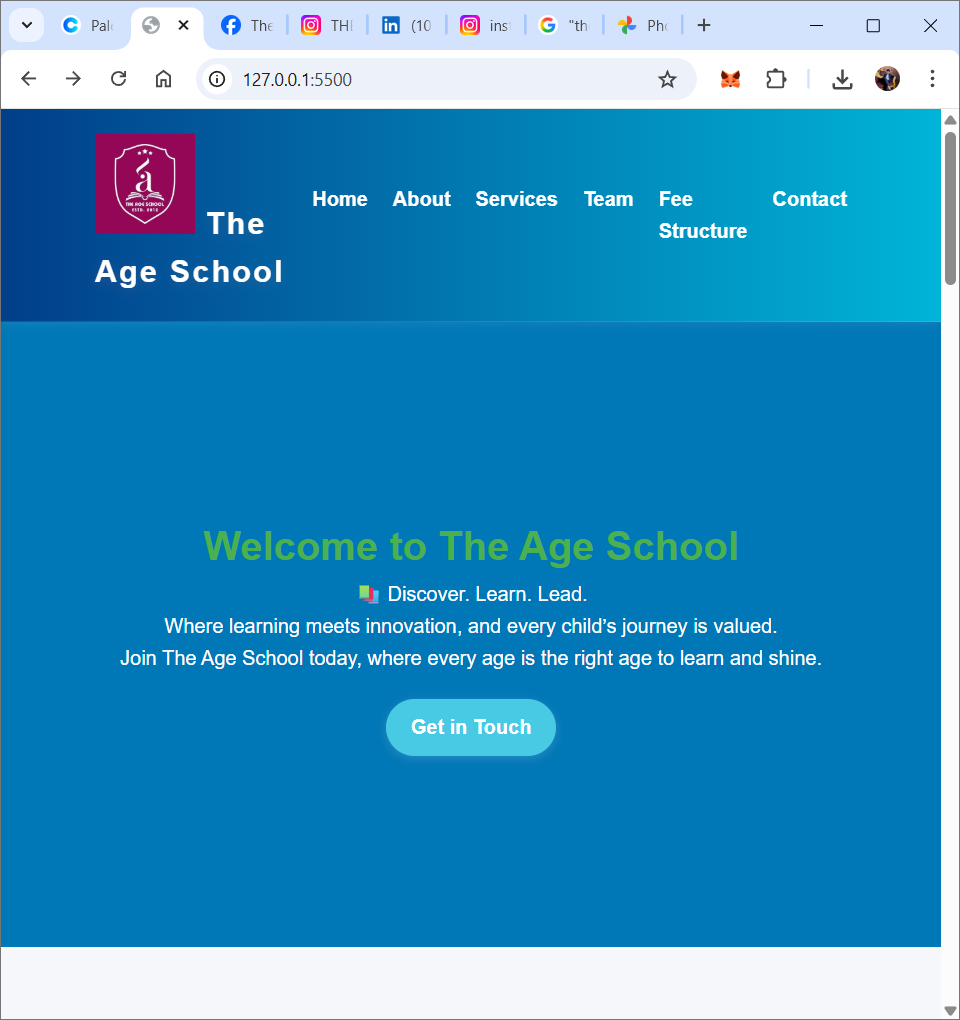 Pal
The
TH
(10
ins
"th
Pho
127.0.0.1:5500
THE AGE SCHOOL
ESTD. 2012
The
Age School
Home About Services Team Fee Structure Contact
Welcome to The Age School
Discover. Learn. Lead.
Where learning meets innovation, and every child’s journey is valued.
Join The Age School today, where every age is the right age to learn and shine.
Get in Touch